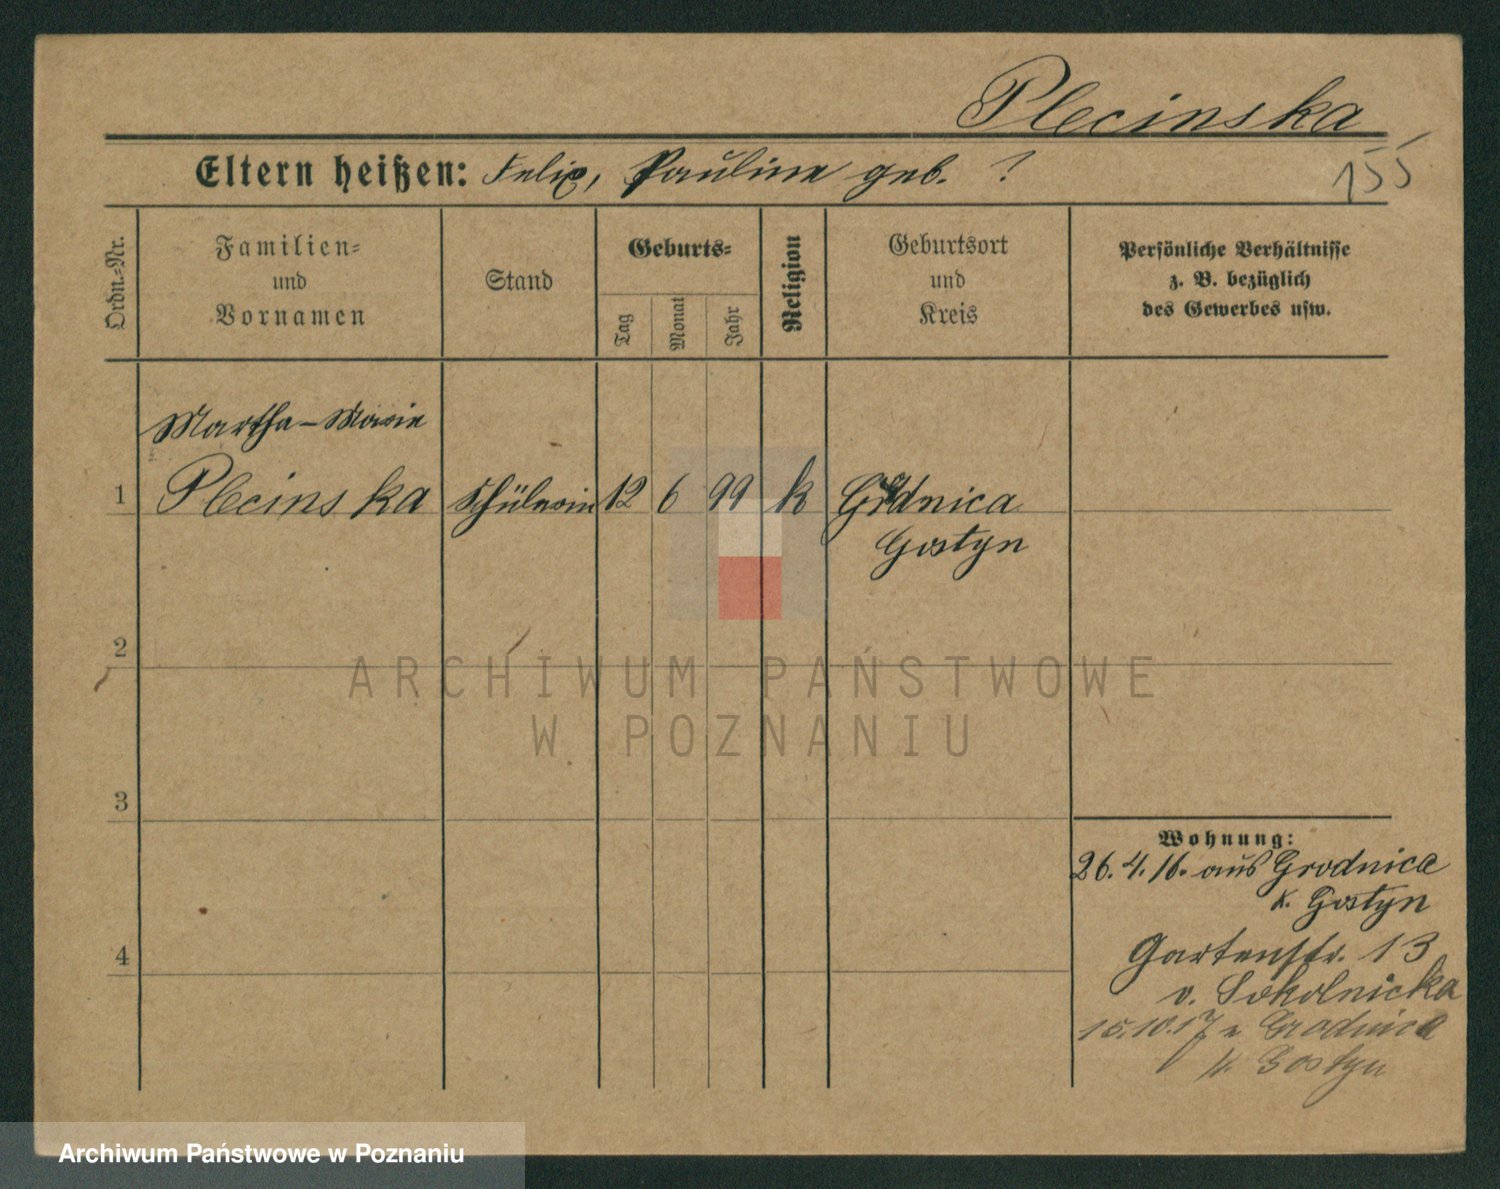 Plecinska
Eltern heißen: Felix, Pauline geb. ?
155
Ordn.-Nr.
Familien-
und
Vornamen
Stand
Geburts-
Tag
Monat
Jahr
Religion
Geburtsort
und
Kreis
Persönliche Verhältnisse
z. B. bezüglich
des Gewerbes usw.
Martha-Marie
1 Plecinska Schülerin 12 6 99 k Grodnica
Gostyn
2
ARCHIWUM PAŃSTWOWE
W POZNANIU
3
Wohnung:
26.4.16. aus Grodnica
K. Gostyn
4
Gartenstr. 13
v. Sokolnicka
15.10.17 n Grodnica
K. Gostyn
Archiwum Państwowe w Poznaniu